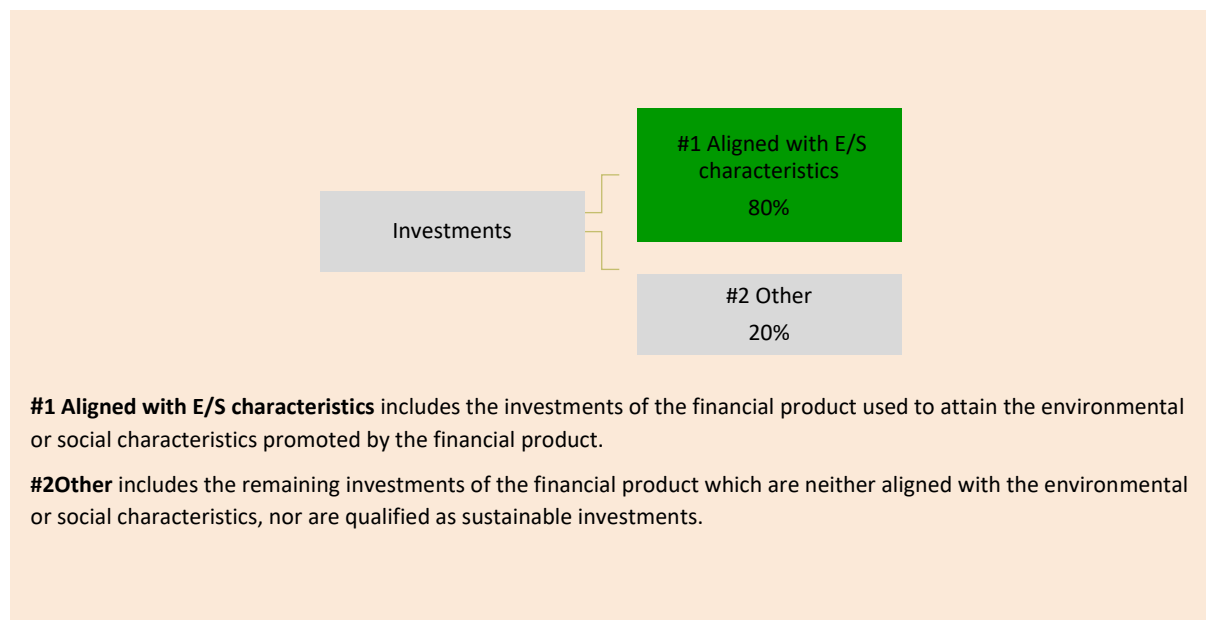 #1 Aligned with E/S
characteristics
80%
Investments
#2 Other
20%
#1 Aligned with E/S characteristics includes the investments of the financial product used to attain the environmental
or social characteristics promoted by the financial product.
#2Other includes the remaining investments of the financial product which are neither aligned with the environmental
or social characteristics, nor are qualified as sustainable investments.